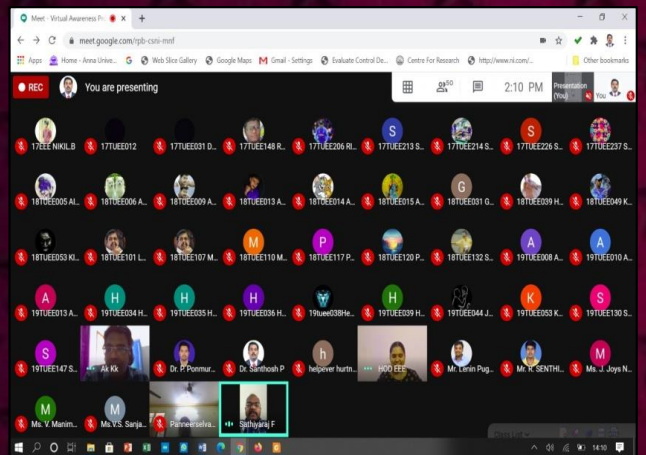 Meet - Virtual Awareness Pr
meet.google.com/rpb-csni-mnf
Apps Home - Anna Unive... Web Slice Gallery Google Maps Gmail - Settings Evaluate Control De... Centre For Research http://www.ni.com/... Other bookmarks
REC You are presenting 50 2:10 PM Presentation (You) You
17EEE NIKIL.B 17TUEE012 17TUEE031 D... 17TUEE148 R... 17TUEE206 RI... 17TUEE213 S... 17TUEE214 S... 17TUEE226 S... 17TUEE237 S...
18TUEE005 Al... 18TUEE006 A... 18TUEE009 A... 18TUEE013 A... 18TUEE014 A... 18TUEE015 A... 18TUEE031 G... 18TUEE039 H... 18TUEE049 K...
18TUEE053 KI... 18TUEE101 L... 18TUEE107 M... 18TUEE110 M... 18TUEE117 P... 18TUEE120 P... 18TUEE132 S... 19TUEE008 A... 19TUEE010 A...
19TUEE013 A... 19TUEE034 H... 19TUEE035 H... 19TUEE036 H... 19tuee038He... 19TUEE039 H... 19TUEE044 J... 19TUEE053 K... 19TUEE130 S...
19TUEE147 S... Ak Kk Dr. P. Ponmur... Dr. Santhosh P helpever hurtn... HOD EEE Mr. Lenin Pug... Mr. R. SENTHI... Ms. J. Joys N...
Ms. V. Manim... Ms.V.S. Sanja... Panneerselva... Sathiyaraj F
14:10